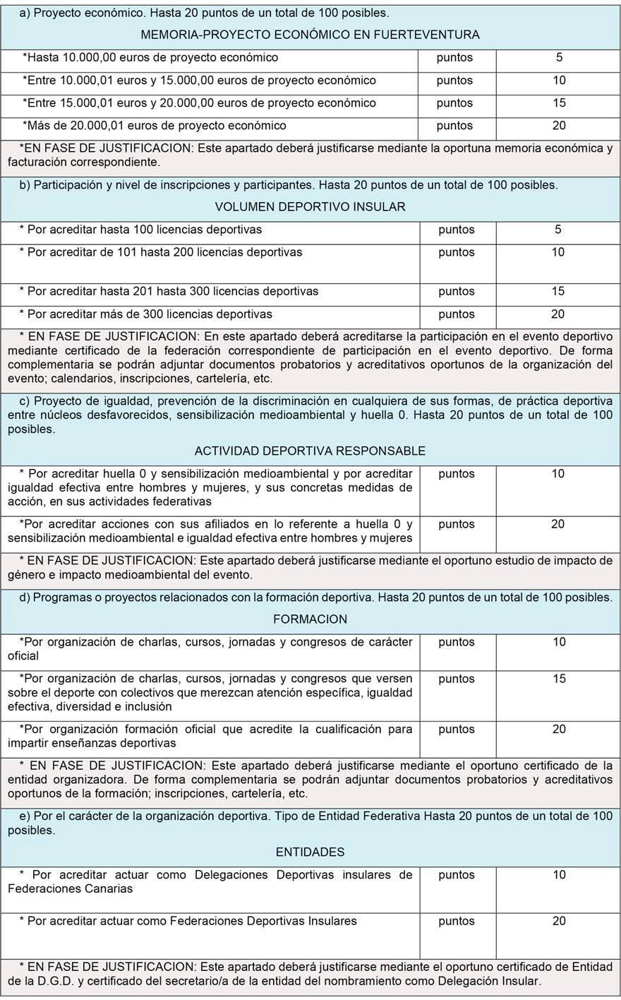 a) Proyecto económico. Hasta 20 puntos de un total de 100 posibles.
MEMORIA-PROYECTO ECONÓMICO EN FUERTEVENTURA
*Hasta 10.000,00 euros de proyecto económico puntos 5
*Entre 10.000,01 euros y 15.000,00 euros de proyecto económico puntos 10
*Entre 15.000,01 euros y 20.000,00 euros de proyecto económico puntos 15
*Más de 20.000,01 euros de proyecto económico puntos 20
*EN FASE DE JUSTIFICACION: Este apartado deberá justificarse mediante la oportuna memoria económica y
facturación correspondiente.
b) Participación y nivel de inscripciones y participantes. Hasta 20 puntos de un total de 100 posibles.
VOLUMEN DEPORTIVO INSULAR
* Por acreditar hasta 100 licencias deportivas puntos 5
* Por acreditar de 101 hasta 200 licencias deportivas puntos 10
* Por acreditar hasta 201 hasta 300 licencias deportivas puntos 15
* Por acreditar más de 300 licencias deportivas puntos 20
* EN FASE DE JUSTIFICACION: En este apartado deberá acreditarse la participación en el evento deportivo
mediante certificado de la federación correspondiente de participación en el evento deportivo. De forma
complementaria se podrán adjuntar documentos probatorios y acreditativos oportunos de la organización del
evento; calendarios, inscripciones, cartelería, etc.
c) Proyecto de igualdad, prevención de la discriminación en cualquiera de sus formas, de práctica deportiva
entre núcleos desfavorecidos, sensibilización medioambiental y huella 0. Hasta 20 puntos de un total de 100
posibles.
ACTIVIDAD DEPORTIVA RESPONSABLE
* Por acreditar huella 0 y sensibilización medioambiental y por acreditar puntos 10
igualdad efectiva entre hombres y mujeres, y sus concretas medidas de
acción, en sus actividades federativas
*Por acreditar acciones con sus afiliados en lo referente a huella 0 y puntos 20
sensibilización medioambiental e igualdad efectiva entre hombres y mujeres
* EN FASE DE JUSTIFICACION: Este apartado deberá justificarse mediante el oportuno estudio de impacto de
género e impacto medioambiental del evento.
d) Programas o proyectos relacionados con la formación deportiva. Hasta 20 puntos de un total de 100 posibles.
FORMACION
*Por organización de charlas, cursos, jornadas y congresos de carácter puntos 10
oficial
*Por organización de charlas, cursos, jornadas y congresos que versen puntos 15
sobre el deporte con colectivos que merezcan atención específica, igualdad
efectiva, diversidad e inclusión
*Por organización formación oficial que acredite la cualificación para puntos 20
impartir enseñanzas deportivas
* EN FASE DE JUSTIFICACION: Este apartado deberá justificarse mediante el oportuno certificado de la
entidad organizadora. De forma complementaria se podrán adjuntar documentos probatorios y acreditativos
oportunos de la formación; inscripciones, cartelería, etc.
e) Por el carácter de la organización deportiva. Tipo de Entidad Federativa Hasta 20 puntos de un total de 100
posibles.
ENTIDADES
* Por acreditar actuar como Delegaciones Deportivas insulares de puntos 10
Federaciones Canarias
* Por acreditar actuar como Federaciones Deportivas Insulares puntos 20
* EN FASE DE JUSTIFICACION: Este apartado deberá justificarse mediante el oportuno certificado de Entidad
de la D.G.D. y certificado del secretario/a de la entidad del nombramiento como Delegación Insular.